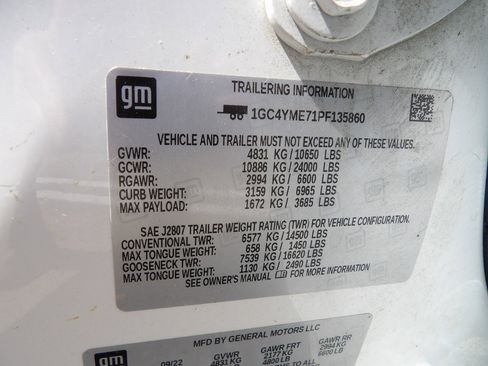 gm
TRAILERING INFORMATION
1GC4YME71PF135860
VEHICLE AND TRAILER MUST NOT EXCEED ANY OF THESE VALUES.
GVWR: 4831 KG/10650 LBS
GCWR: 10886 KG/24000 LBS
RGAWR: 2994 KG/ 6600 LBS
CURB WEIGHT: 3159 KG/ 6965 LBS
MAX PAYLOAD: 1672 KG/ 3685 LBS
SAE J2807 TRAILER WEIGHT RATING (TWR) FOR VEHICLE CONFIGURATION.
CONVENTIONAL TWR: 6577 KG/14500 LBS
MAX TONGUE WEIGHT: 658 KG/ 1450 LBS
GOOSENECK TWR: 7539 KG/16620 LBS
MAX TONGUE WEIGHT: 1130 KG/ 2490 LBS
SEE OWNER'S MANUAL FOR MORE INFORMATION
MFD BY GENERAL MOTORS LLC
gm
GVWR GAWR FRT GAWR RR
09/22 4831 KG 2177 KG 2994 KG
4800 LB 6600 LB